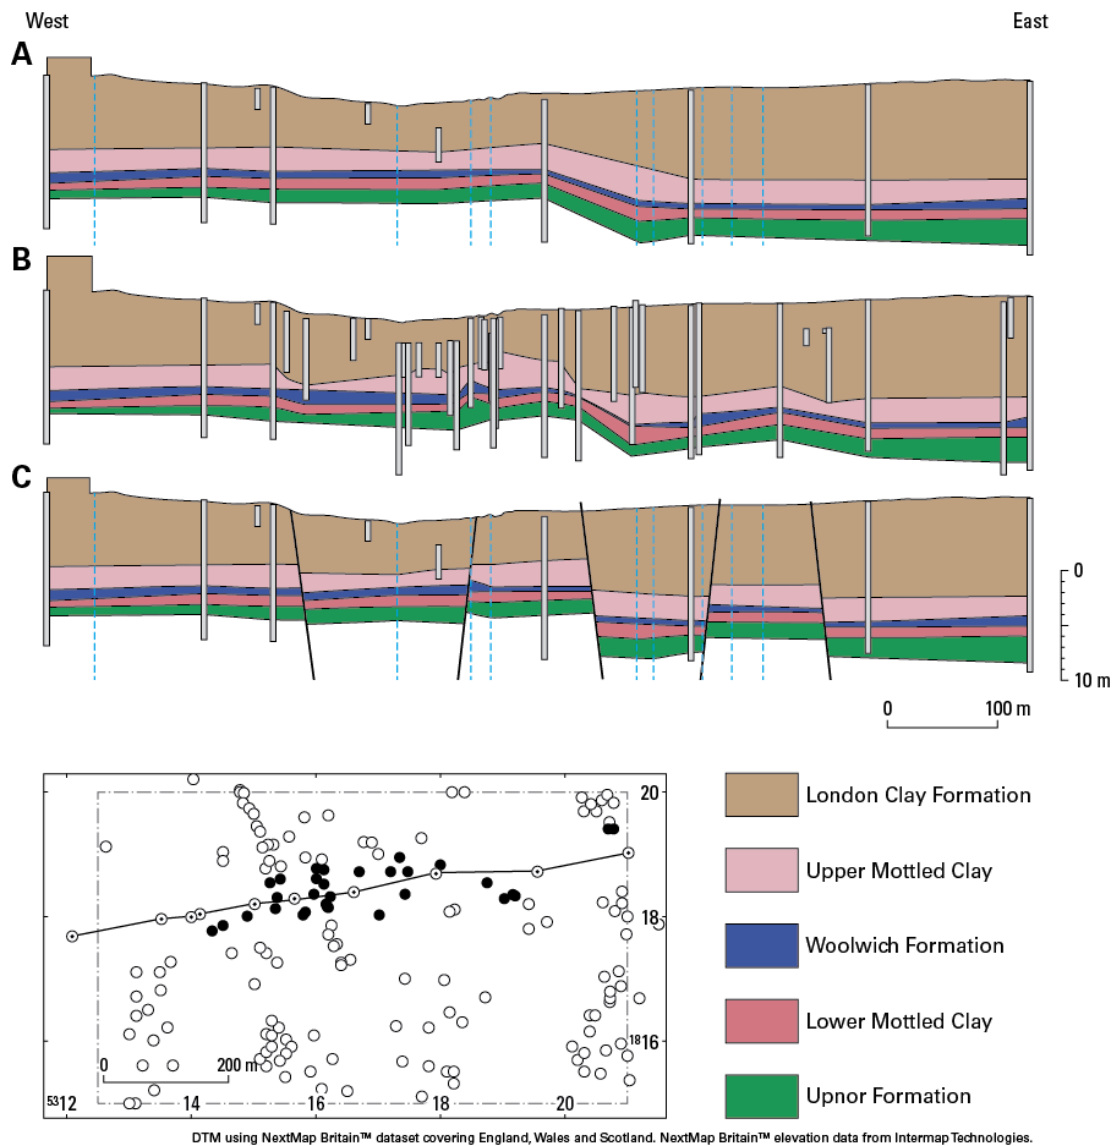 West East
A
B
C
0
10 m
0 100 m
20
18
¹⁸16
0 200 m
⁵³12 14 16 18 20
London Clay Formation
Upper Mottled Clay
Woolwich Formation
Lower Mottled Clay
Upnor Formation
DTM using NextMap Britain™ dataset covering England, Wales and Scotland. NextMap Britain™ elevation data from Intermap Technologies.